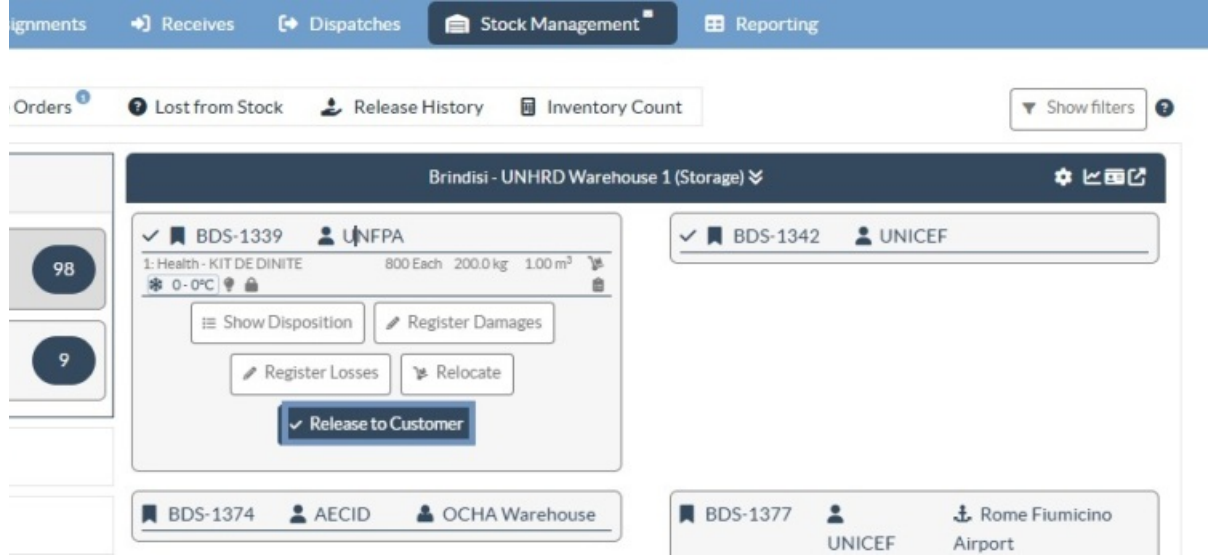 ignments Receives Dispatches Stock Management Reporting
Orders 1 Lost from Stock Release History Inventory Count Show filters
Brindisi - UNHRD Warehouse 1 (Storage)
98
9
BDS-1339 UNFPA
1: Health - KIT DE DINITE 800 Each 200.0 kg 1.00 m³
0 - 0°C
Show Disposition Register Damages
Register Losses Relocate
Release to Customer
BDS-1342 UNICEF
BDS-1374 AECID OCHA Warehouse
BDS-1377 UNICEF Rome Fiumicino
Airport